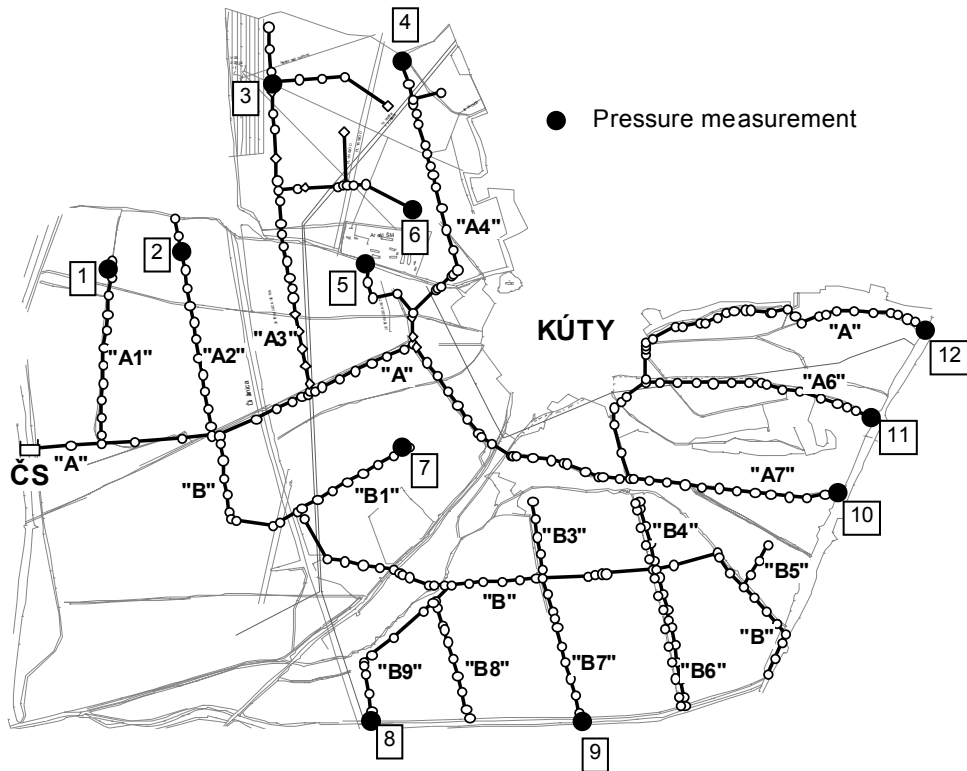 4
3
Pressure measurement
6
"A4"
2
1
5
KÚTY
"A"
12
"A3"
"A1"
"A2"
"A"
"A6"
11
ČS
"A"
7
"B"
"B1"
"A7"
10
"B3"
"B4"
"B5"
"B"
"B"
"B9"
"B8"
"B7"
"B6"
8
9